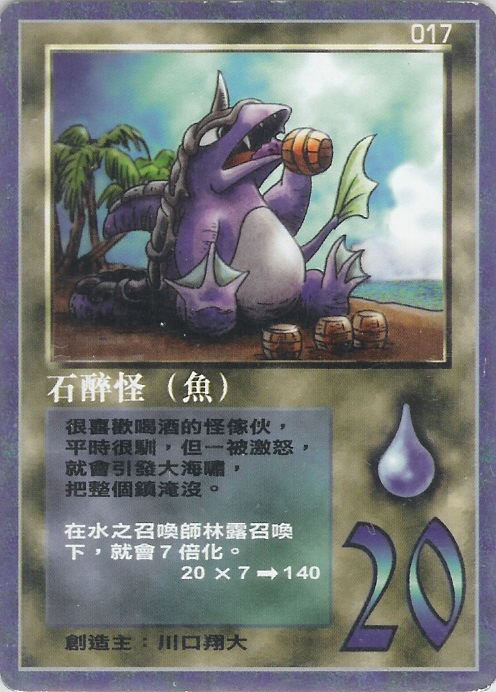 017
石醉怪（魚）
很喜歡喝酒的怪傢伙，
平時很馴，但一被激怒，
就會引發大海嘯，
把整個鎮淹沒。
在水之召喚師林露召喚
下，就會7倍化。
20 × 7 ➡ 140
20
創造主：川口翔大